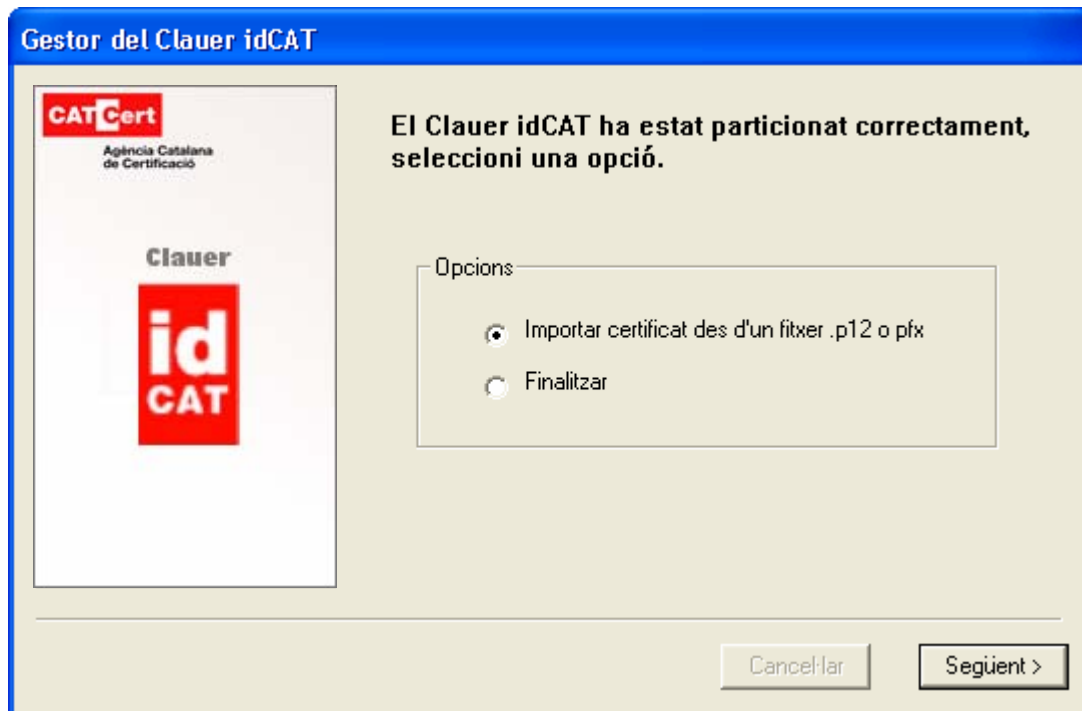 Gestor del Clauer idCAT
CATCert
Agència Catalana
de Certificació
Clauer
id
CAT
El Clauer idCAT ha estat particionat correctament,
seleccioni una opció.
Opcions
Importar certificat des d'un fitxer .p12 o pfx
Finalitzar
Cancel·lar
Següent >